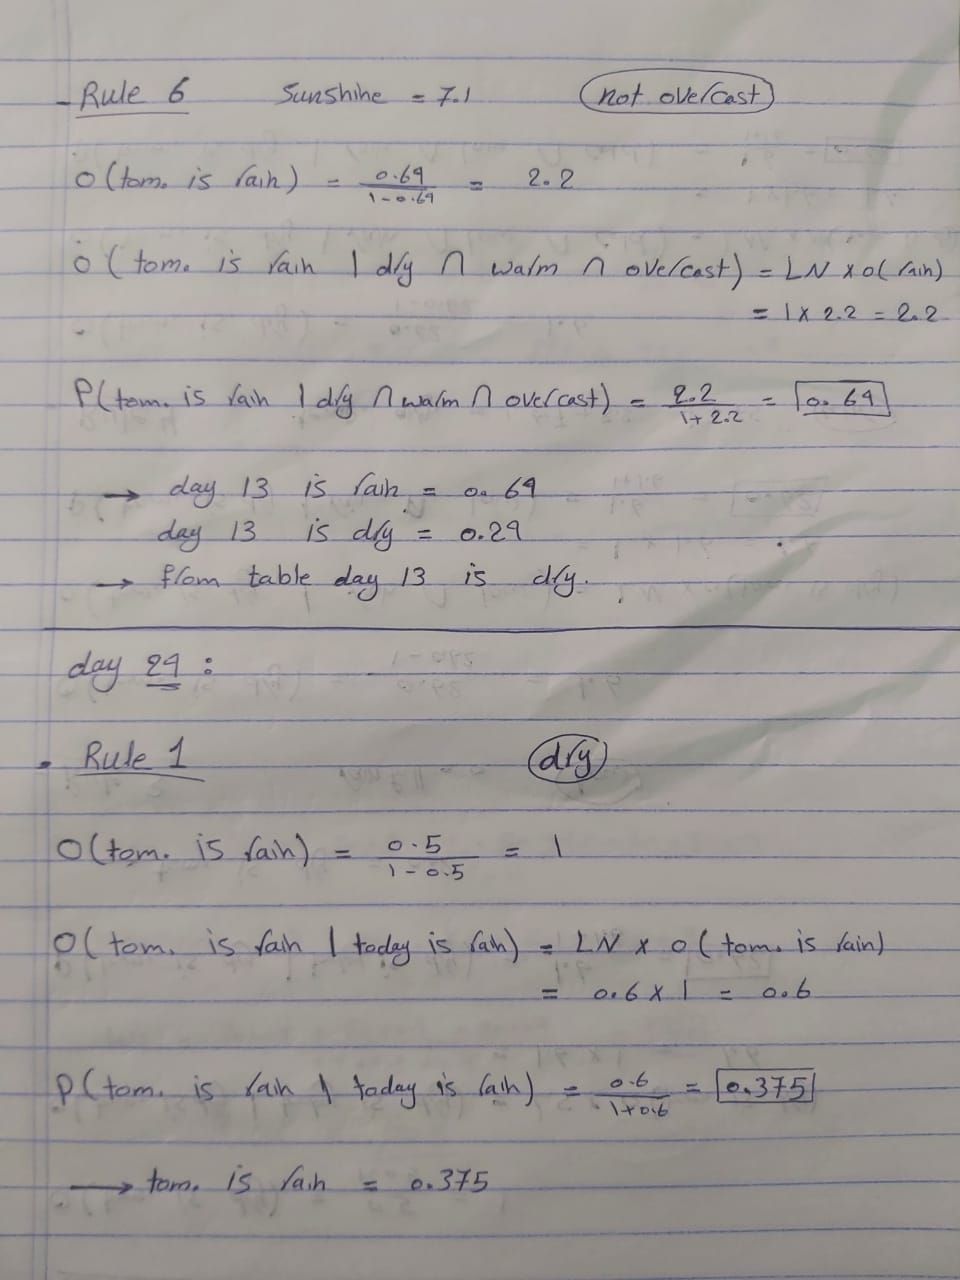 - Rule 6 Sunshine = 7.1 not overcast
O(tom. is rain) = 0.69 / 1-0.69 = 2.2
O(tom. is rain | dry ∩ warm ∩ overcast) = LN x O(rain)
= 1 x 2.2 = 2.2
P(tom. is rain | dry ∩ warm ∩ overcast) = 2.2 / 1+2.2 = 0.69
→ day 13 is rain = 0.69
day 13 is dry = 0.29
→ from table day 13 is dry.
day 29 :
. Rule 1 dry
O(tom. is rain) = 0.5 / 1-0.5 = 1
O(tom. is rain | today is rain) = LN x O(tom. is rain)
= 0.6 x 1 = 0.6
P(tom. is rain | today is rain) = 0.6 / 1+0.6 = 0.375
→ tom. is rain = 0.375